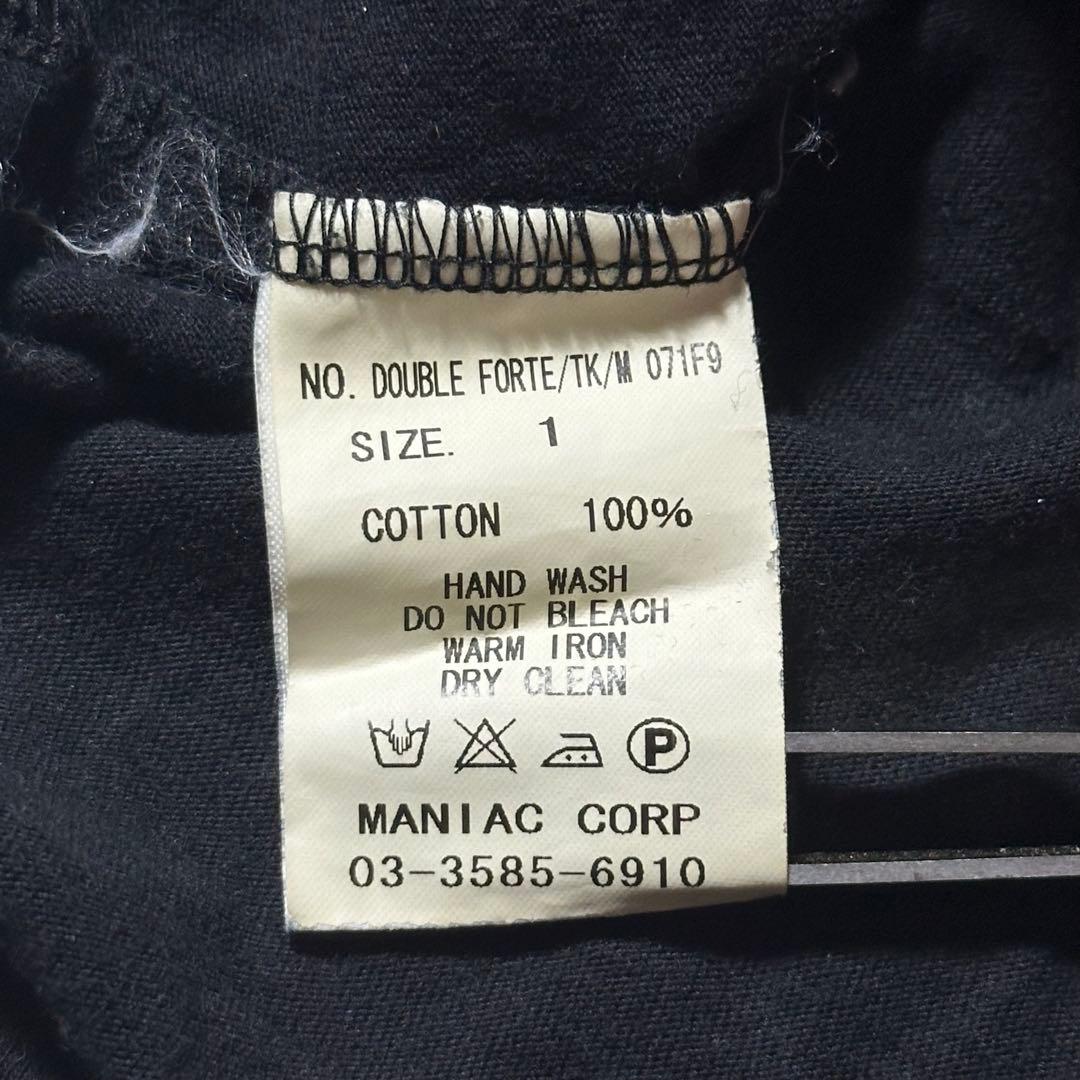 NO. DOUBLE FORTE/TK/M 071F9
SIZE. 1
COTTON 100%
HAND WASH
DO NOT BLEACH
WARM IRON
DRY CLEAN
P
MANIAC CORP
03-3585-6910